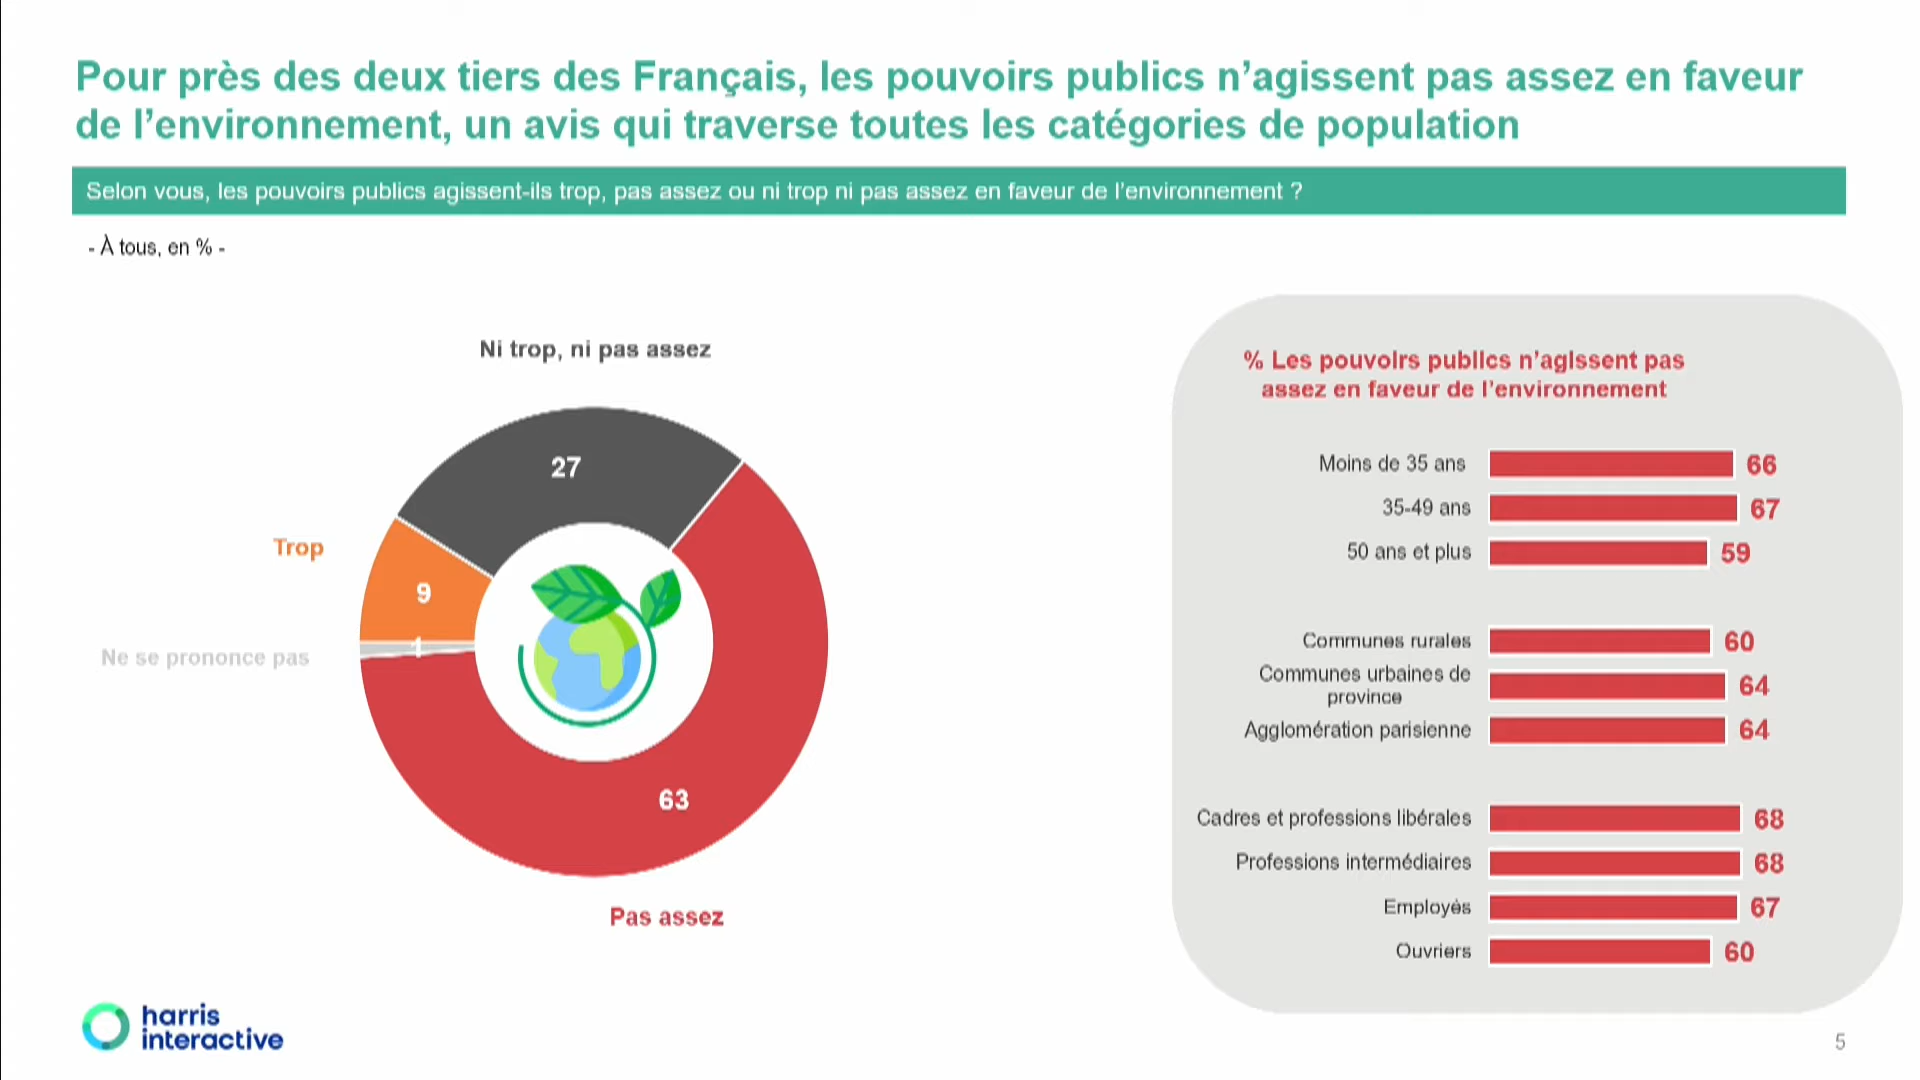 Pour près des deux tiers des Français, les pouvoirs publics n'agissent pas assez en faveur
de l'environnement, un avis qui traverse toutes les catégories de population
Selon vous, les pouvoirs publics agissent-ils trop, pas assez ou ni trop ni pas assez en faveur de l'environnement ?
- À tous, en % -
Ni trop, ni pas assez
27
Trop
9
Ne se prononce pas
1
63
Pas assez
% Les pouvoirs publics n'agissent pas
assez en faveur de l'environnement
Moins de 35 ans 66
35-49 ans 67
50 ans et plus 59
Communes rurales 60
Communes urbaines de
province 64
Agglomération parisienne 64
Cadres et professions libérales 68
Professions intermédiaires 68
Employés 67
Ouvriers 60
harris
interactive
5